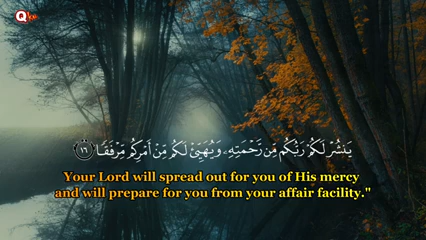 يَنشُرْ لَكُمْ رَبُّكُم مِّن رَّحْمَتِهِۦ وَيُهَيِّئْ لَكُم مِّنْ أَمْرِكُم مِّرْفَقًا ١٦
Your Lord will spread out for you of His mercy
and will prepare for you from your affair facility."